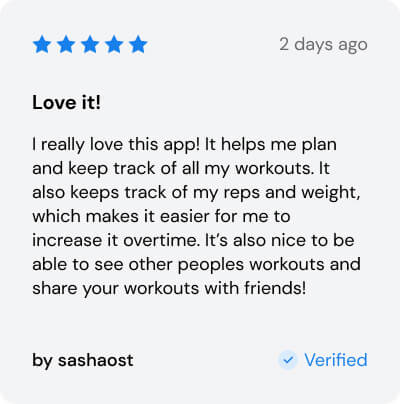 2 days ago
Love it!
I really love this app! It helps me plan
and keep track of all my workouts. It
also keeps track of my reps and weight,
which makes it easier for me to
increase it overtime. It’s also nice to be
able to see other peoples workouts and
share your workouts with friends!
by sashaost
Verified